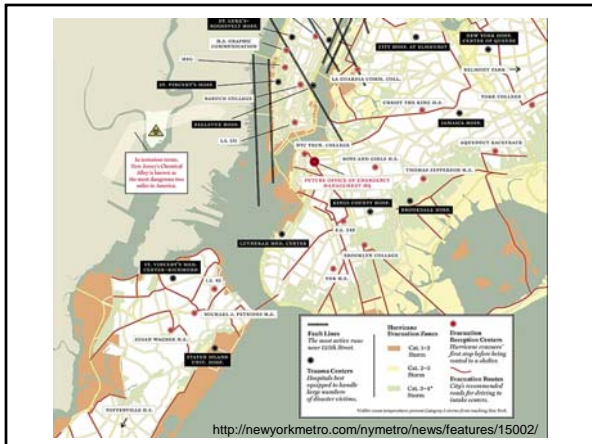 ST. LUKE'S-
ROOSEVELT HOSP.
H.S. GRAPHIC
COMMUNICATION
MSG
ST. VINCENT'S HOSP.
BARUCH COLLEGE
BELLEVUE HOSP.
CITY HOSP. AT ELMHURST
NEW YORK HOSP.
CENTER OF QUEENS
BELMONT PARK
LA GUARDIA COMM. COLL.
YORK COLLEGE
CHRIST THE KING H.S.
JAMAICA HOSP.
AQUEDUCT RACETRACK
NYC TECH. COLLEGE
BOYS AND GIRLS H.S.
THOMAS JEFFERSON H.S.
FUTURE OFFICE OF EMERGENCY
MANAGEMENT HQ
In terrorism terms,
New Jersey's Chemical
Alley is known as
the most dangerous two
miles in America.
KINGS COUNTY HOSP.
BROOKDALE HOSP.
LUTHERAN MED. CENTER
BROOKLYN COLLEGE
ST. VINCENT'S MED.
CENTER–RICHMOND
MICHAEL J. PETRIDES H.S.
SUSAN WAGNER H.S.
STATEN ISLAND
UNIV. HOSP.
TOTTENVILLE H.S.
Fault Lines
The most active runs
near 125th Street.
Trauma Centers
Hospitals best
equipped to handle
large numbers
of disaster victims.
Hurricane
Evacuation Zones
Cat. 1–2
Storm
Cat. 2–3
Storm
Cat. 3–4*
Storm
Evacuation
Reception Centers
Hurricane evacuees'
first stop before being
routed to a shelter.
Evacuation Routes
City's recommended
roads for driving to
intake centers.
http://newyorkmetro.com/nymetro/news/features/15002/